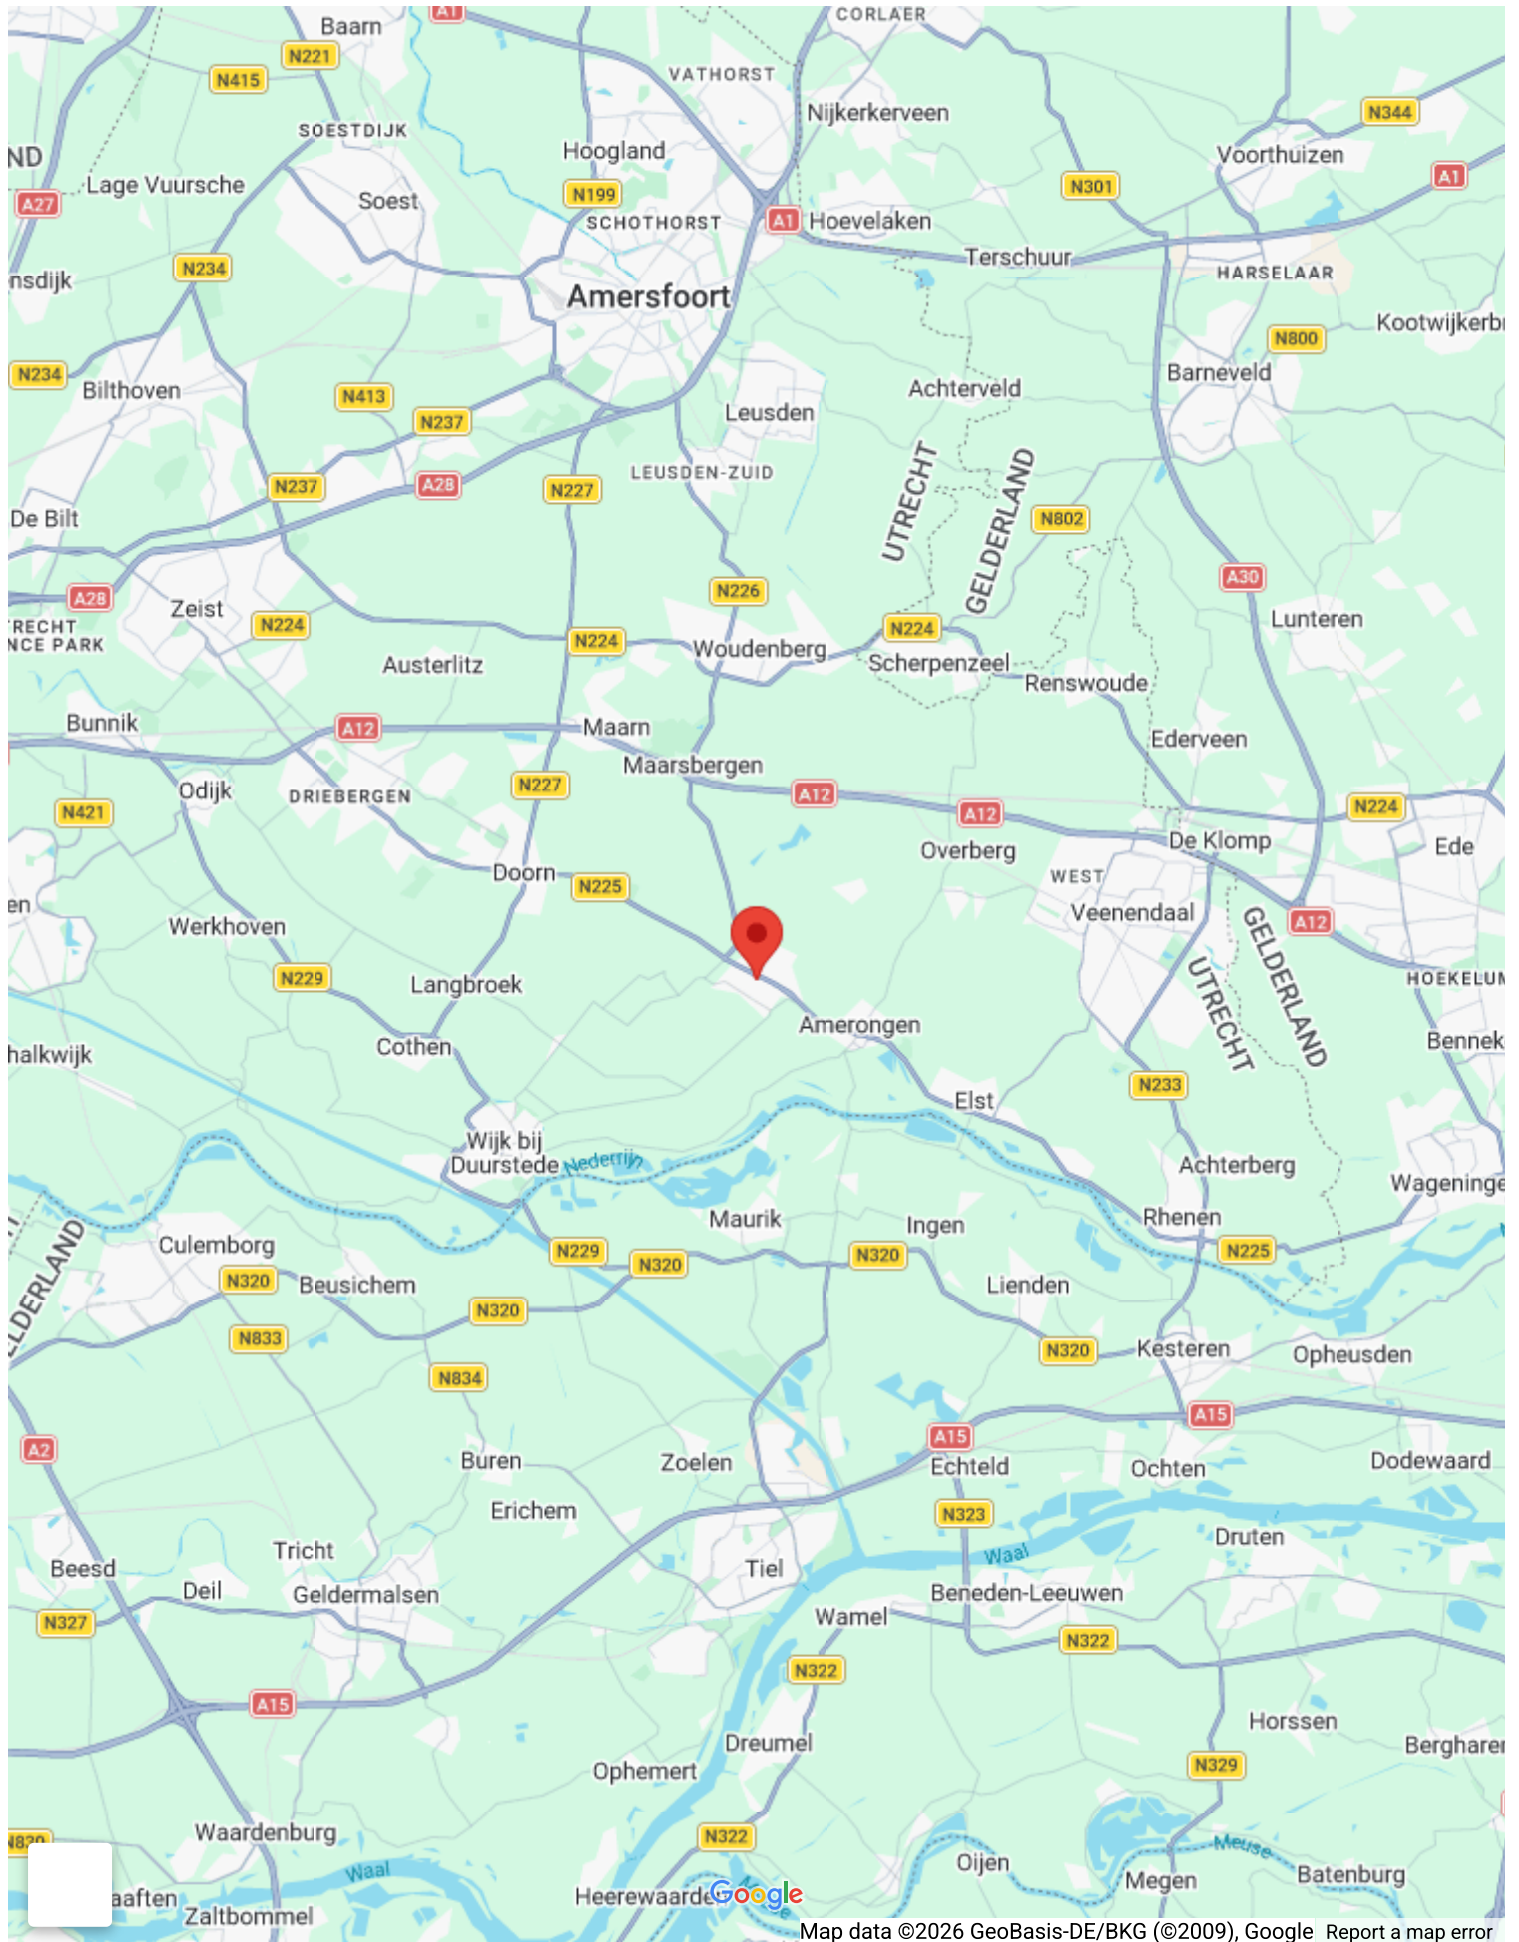 A1
CORLAER
Baarn
N221
N415
VATHORST
Nijkerkerveen
N344
SOESTDIJK
Hoogland
Voorthuizen
ND
Lage Vuursche
A27
Soest
N199
N301
A1
SCHOTHORST
A1
Hoevelaken
Terschuur
N234
nsdijk
HARSELAAR
Amersfoort
Kootwijkerbr
N800
N234
Bilthoven
N413
Achterveld
Barneveld
N237
Leusden
LEUSDEN-ZUID
N237
A28
N227
UTRECHT
GELDERLAND
De Bilt
N802
A28
N226
A30
Zeist
N224
Lunteren
TRECHT
NCE PARK
N224
N224
Woudenberg
Austerlitz
Scherpenzeel
Renswoude
Bunnik
A12
Maarn
Ederveen
Maarsbergen
Odijk
DRIEBERGEN
N227
A12
A12
N421
N224
De Klomp
Ede
Overberg
Doorn
N225
WEST
en
Veenendaal
Werkhoven
A12
GELDERLAND
UTRECHT
N229
Langbroek
HOEKELUM
Amerongen
Cothen
halkwijk
Bennek
N233
Elst
Wijk bij
Duurstede
Nederrijn
Achterberg
Wageninge
Maurik
Ingen
Rhenen
N225
Culemborg
ELDERLAND
N229
N320
N320
N320
Beusichem
Lienden
N320
N833
N320
Kesteren
Opheusden
N834
A15
A2
A15
Buren
Zoelen
Echteld
Ochten
Dodewaard
Erichem
N323
Druten
Tricht
Waal
Beesd
Deil
Geldermalsen
Tiel
Beneden-Leeuwen
N327
Wamel
N322
N322
A15
Horssen
Dreumel
Bergharen
Ophemert
N329
Waardenburg
N322
N830
Waal
Meuse
Oijen
Megen
Batenburg
aaften
Heerewaarde
Google
Zaltbommel
Map data ©2026 GeoBasis-DE/BKG (©2009), Google
Report a map error